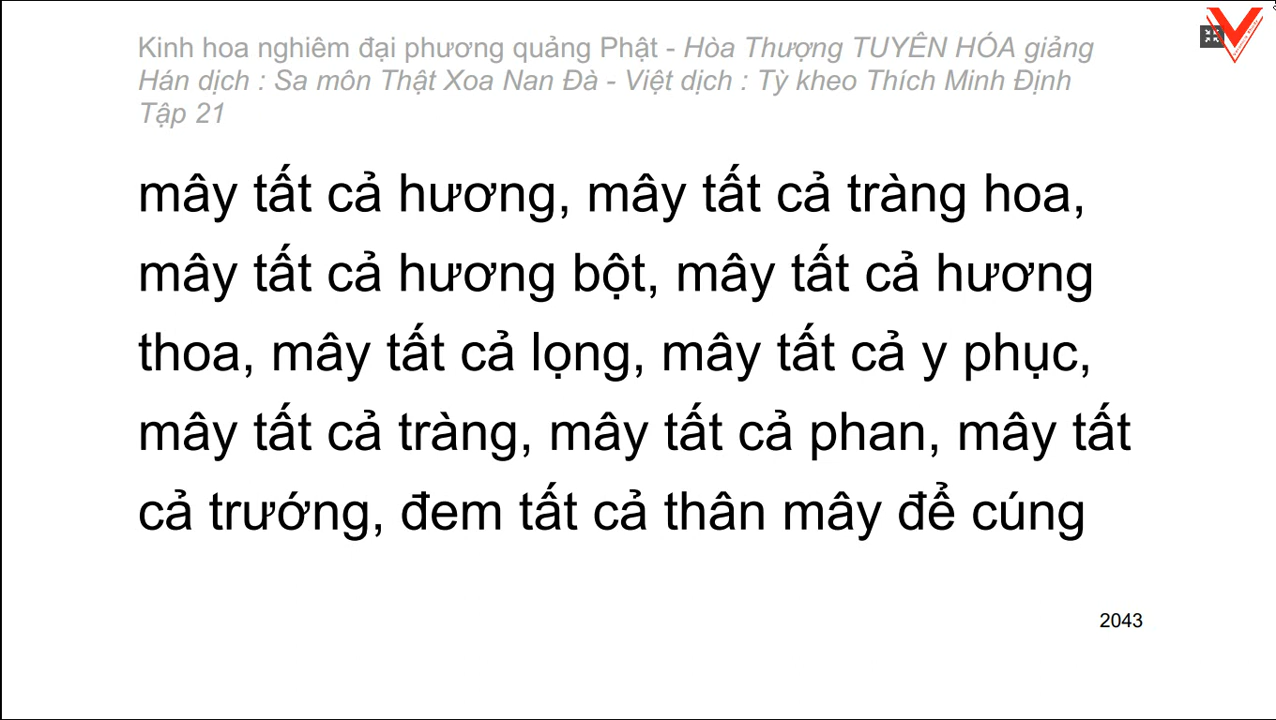 Kinh hoa nghiêm đại phương quảng Phật - Hòa Thượng TUYÊN HÓA giảng
Hán dịch : Sa môn Thật Xoa Nan Đà - Việt dịch : Tỳ kheo Thích Minh Định
Tập 21
mây tất cả hương, mây tất cả tràng hoa,
mây tất cả hương bột, mây tất cả hương
thoa, mây tất cả lọng, mây tất cả y phục,
mây tất cả tràng, mây tất cả phan, mây tất
cả trướng, đem tất cả thân mây để cúng
2043